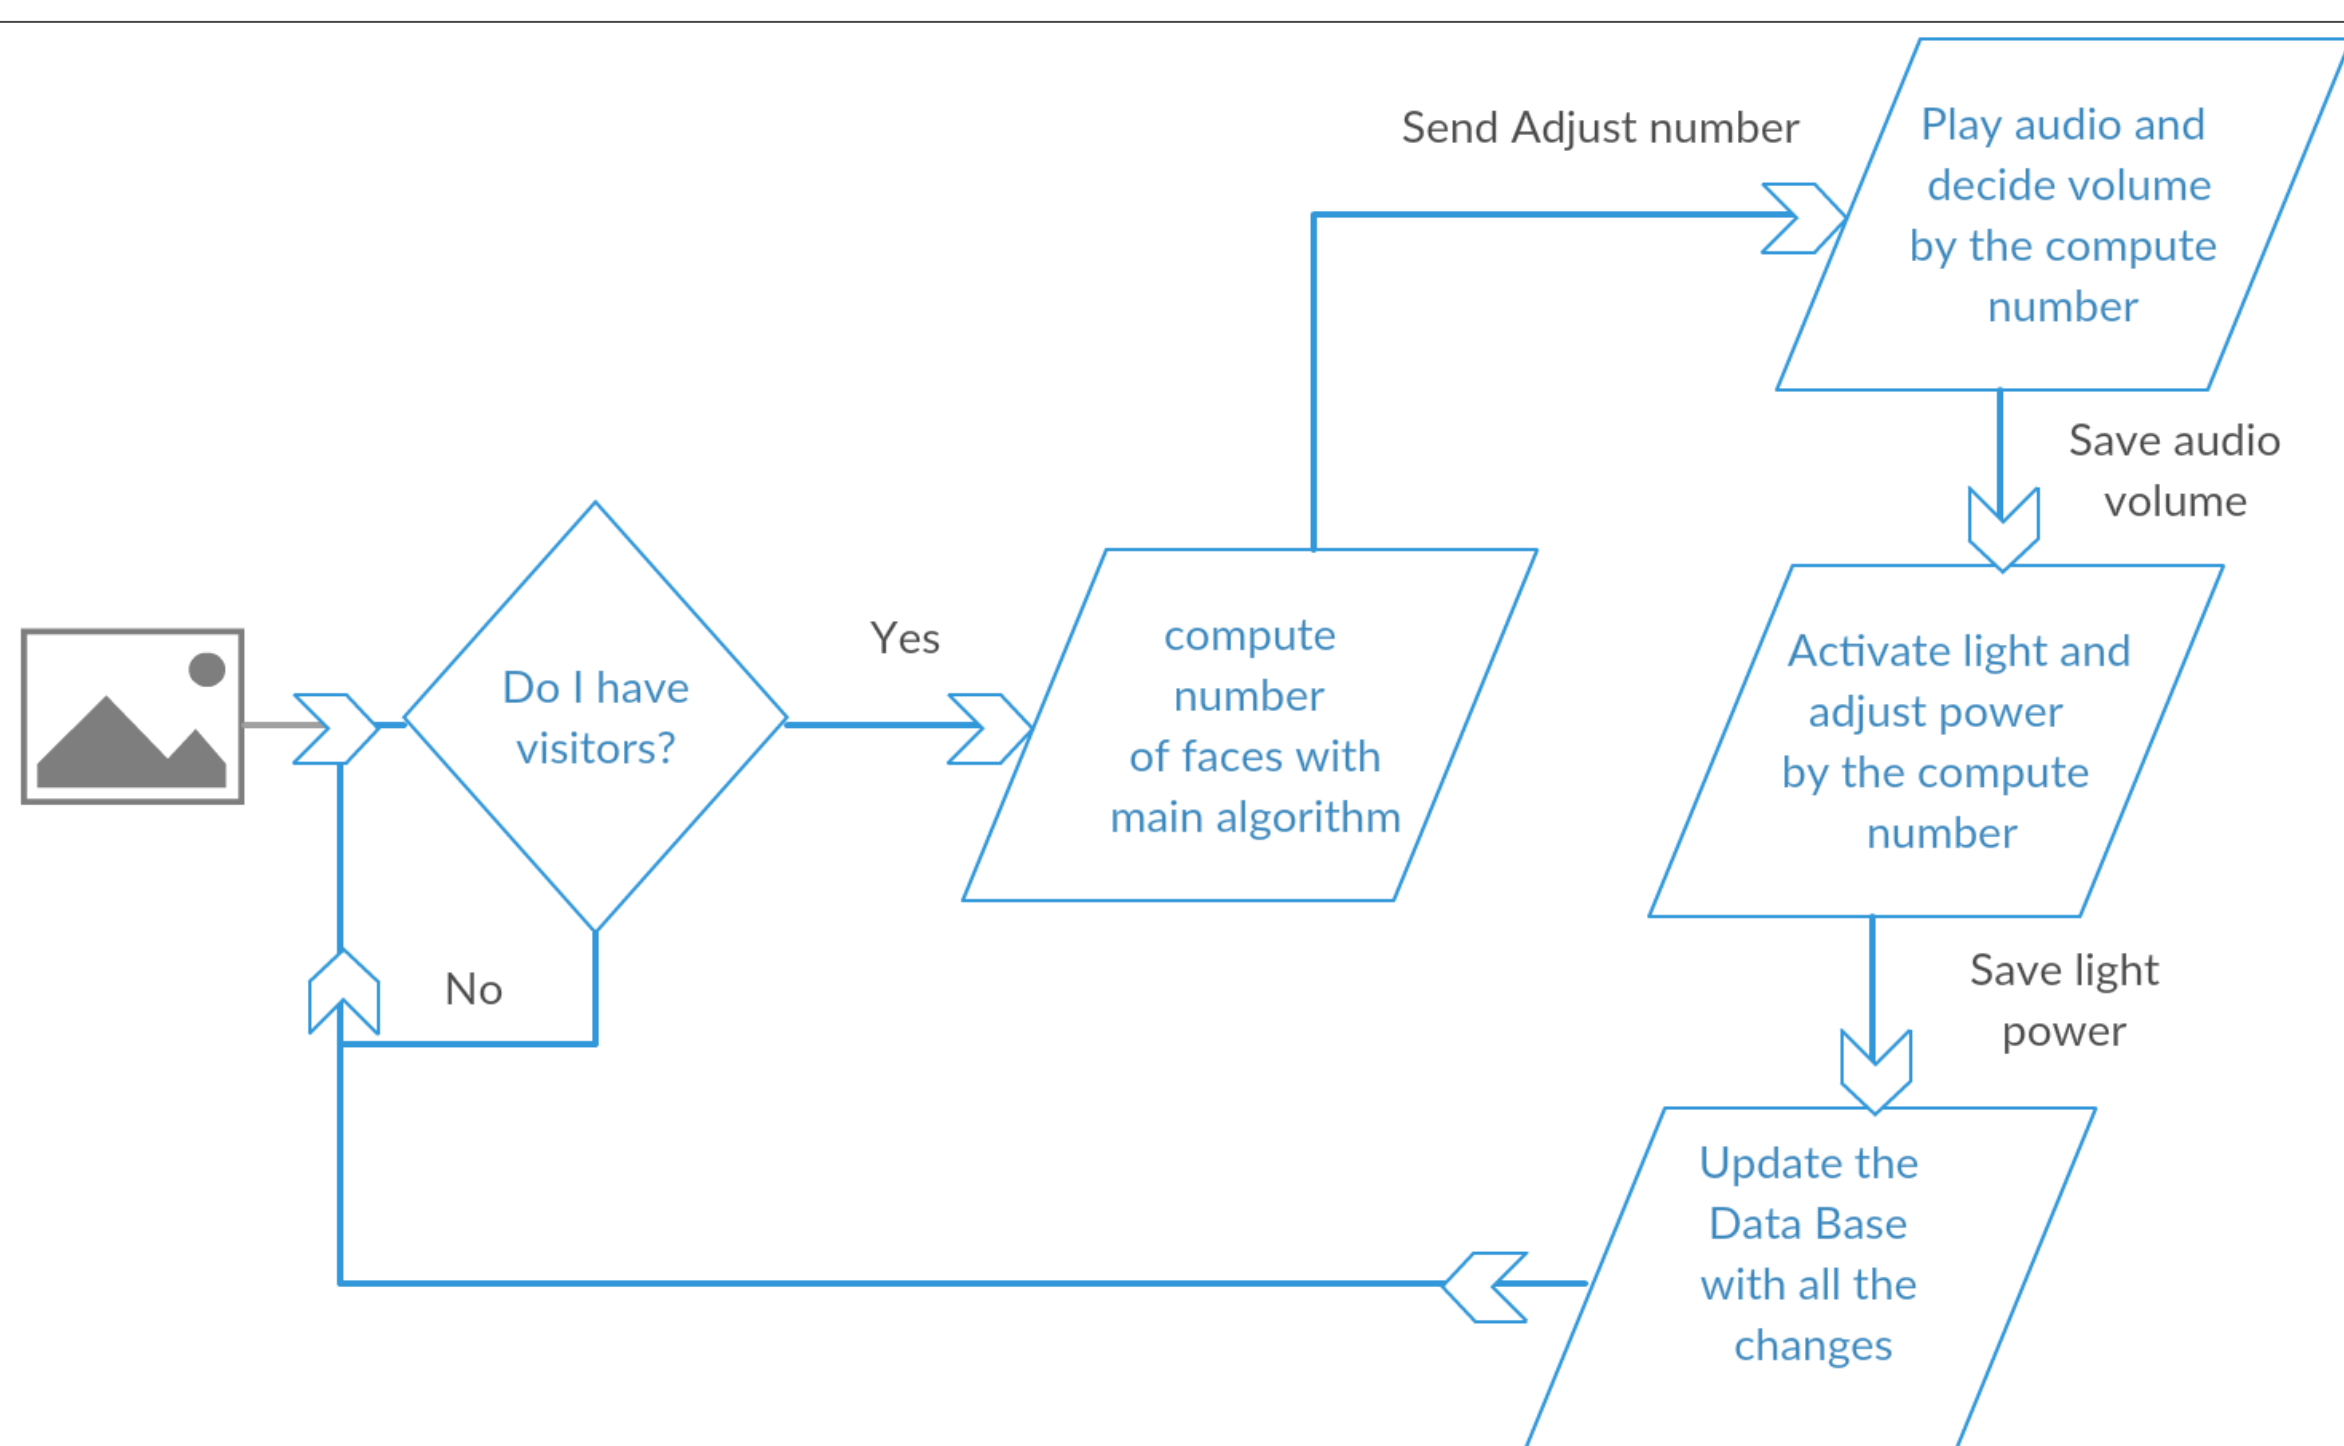 Do I have
visitors?
Yes
No
compute
number
of faces with
main algorithm
Send Adjust number
Play audio and
decide volume
by the compute
number
Save audio
volume
Activate light and
adjust power
by the compute
number
Save light
power
Update the
Data Base
with all the
changes